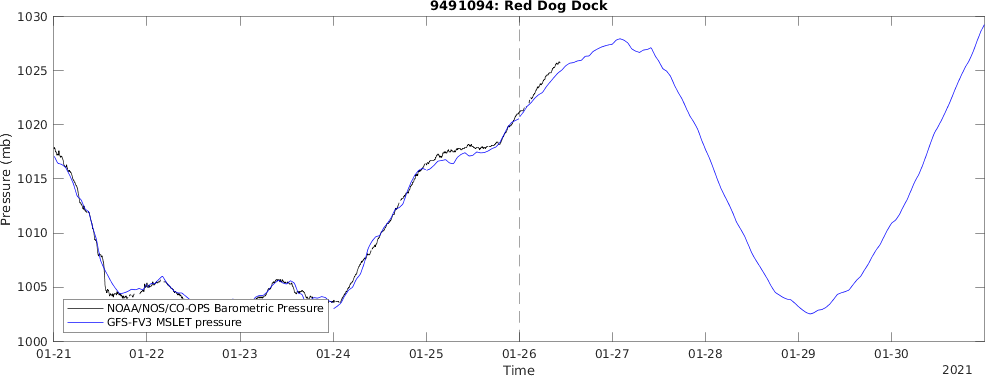 9491094: Red Dog Dock
Pressure (mb)
1030
1025
1020
1015
1010
1005
1000
NOAA/NOS/CO-OPS Barometric Pressure
GFS-FV3 MSLET pressure
01-21 01-22 01-23 01-24 01-25 01-26 01-27 01-28 01-29 01-30
Time
2021